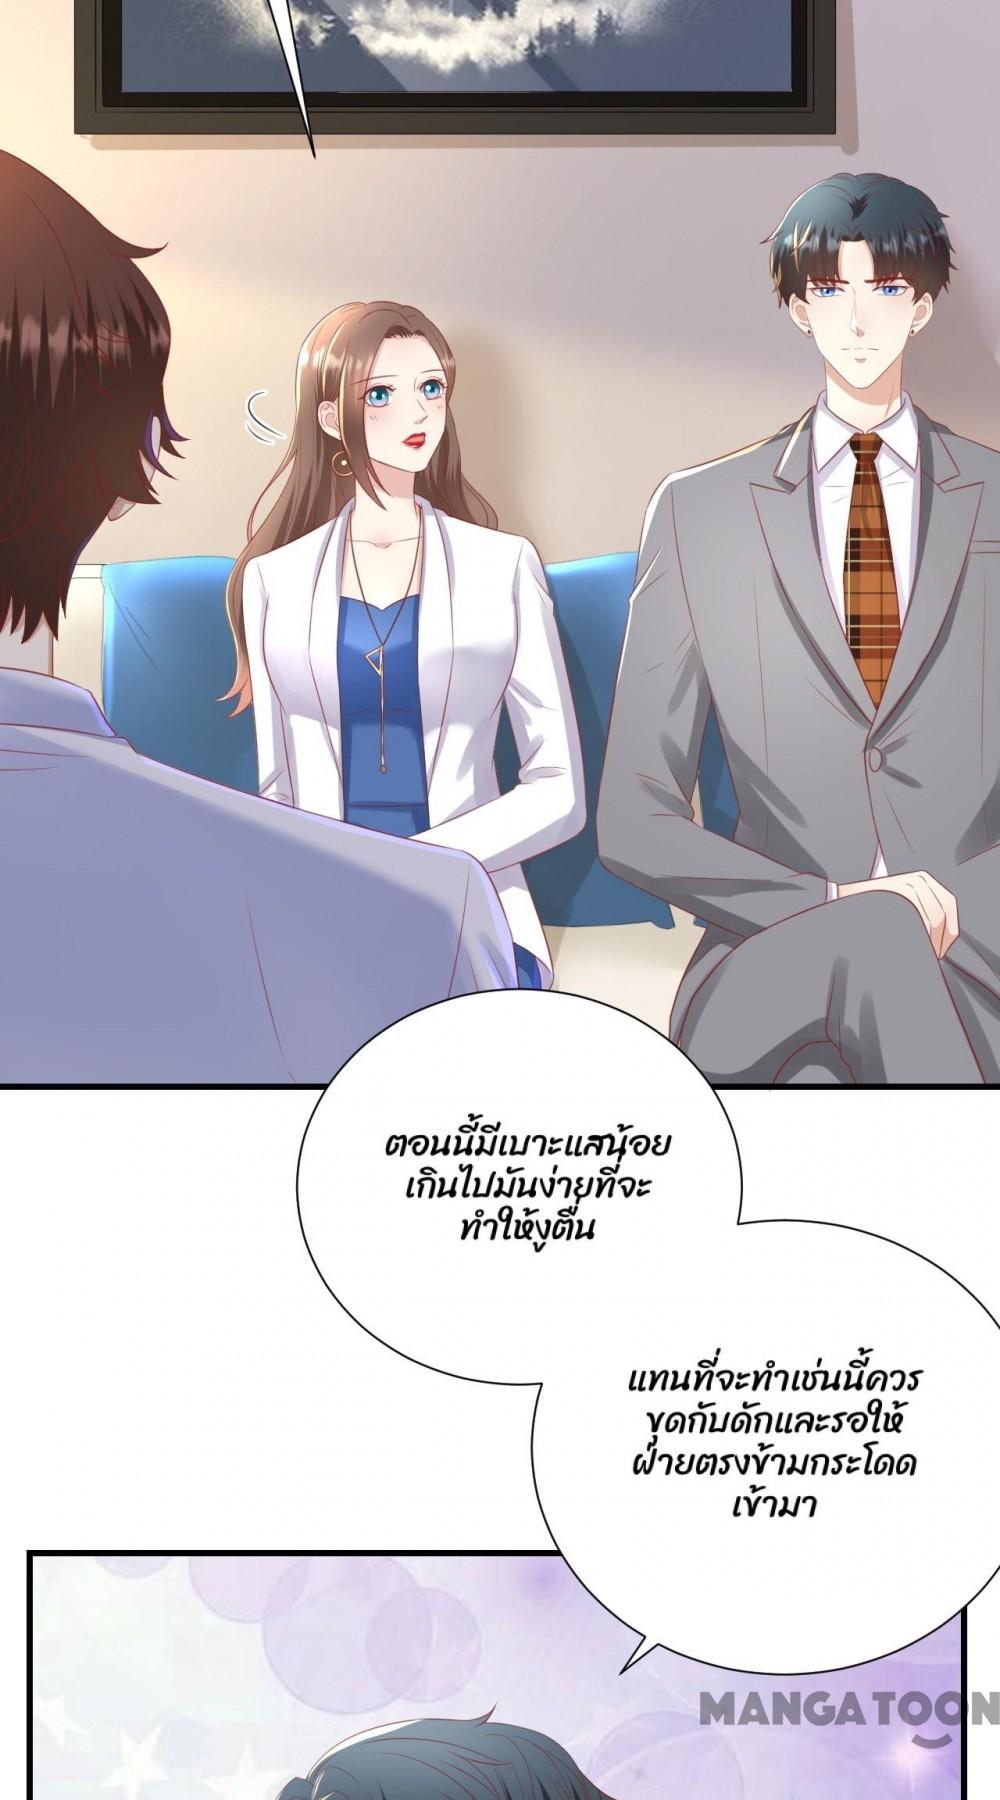 ตอนนี้มีเบาะแสน้อย
เกินไปมันง่ายที่จะ
ทำให้งูตื่น
แทนที่จะทำเช่นนี้ควร
ขุดกับดักและรอให้
ฝ่ายตรงข้ามกระโดด
เข้ามา
MANGATOON